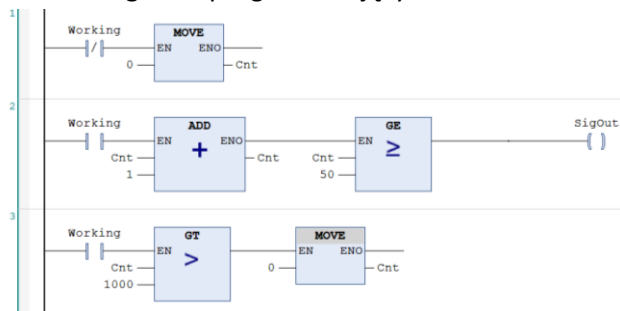 1
Working
MOVE
EN ENO
0 Cnt
2
Working ADD GE SigOut
EN ENO EN
+ ≥
Cnt Cnt Cnt
1 50
3
Working GT MOVE
EN EN ENO
>
Cnt 0 Cnt
1000